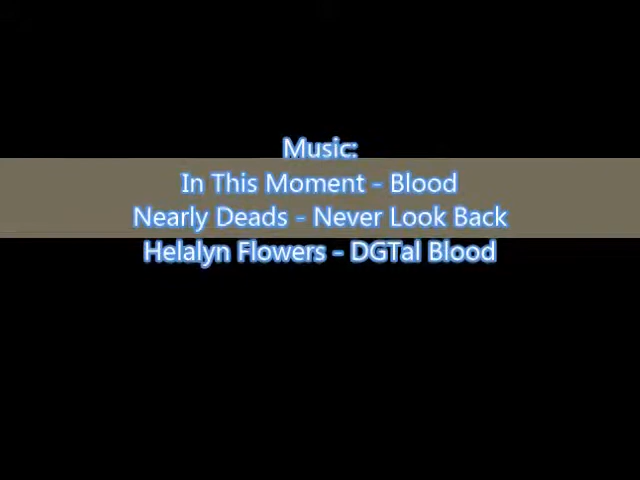 Music:
In This Moment - Blood
Nearly Deads - Never Look Back
Helalyn Flowers - DGTal Blood